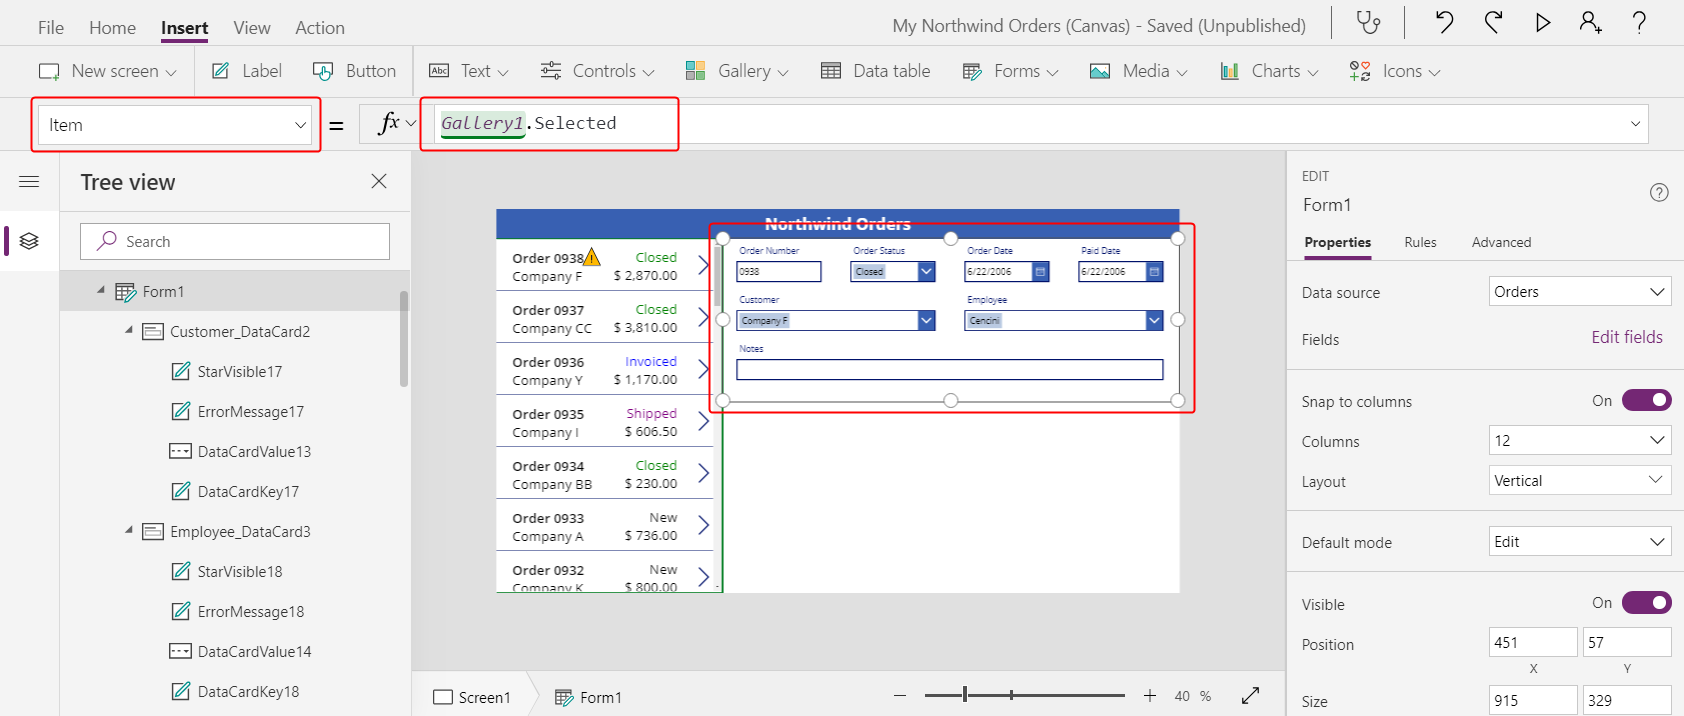 File Home Insert View Action
My Northwind Orders (Canvas) - Saved (Unpublished)
?
New screen Label Button Abc Text Controls Gallery Data table Forms Media Charts Icons
Item = fx Gallery1.Selected
Tree view
Search
Form1
Customer_DataCard2
StarVisible17
ErrorMessage17
DataCardValue13
DataCardKey17
Employee_DataCard3
StarVisible18
ErrorMessage18
DataCardValue14
DataCardKey18
Northwind Orders
Order 0938 Closed
Company F $ 2,870.00
Order 0937 Closed
Company CC $ 3,810.00
Order 0936 Invoiced
Company Y $ 1,170.00
Order 0935 Shipped
Company I $ 606.50
Order 0934 Closed
Company BB $ 230.00
Order 0933 New
Company A $ 736.00
Order 0932 New
Company K $ 800.00
Order Number Order Status Order Date Paid Date
0938 Closed 6/22/2006 6/22/2006
Customer Employee
Company F Cencini
Notes
Screen1 Form1
40 %
EDIT
Form1
?
Properties Rules Advanced
Data source Orders
Fields Edit fields
Snap to columns On
Columns 12
Layout Vertical
Default mode Edit
Visible On
Position 451 57
X Y
Size 915 329